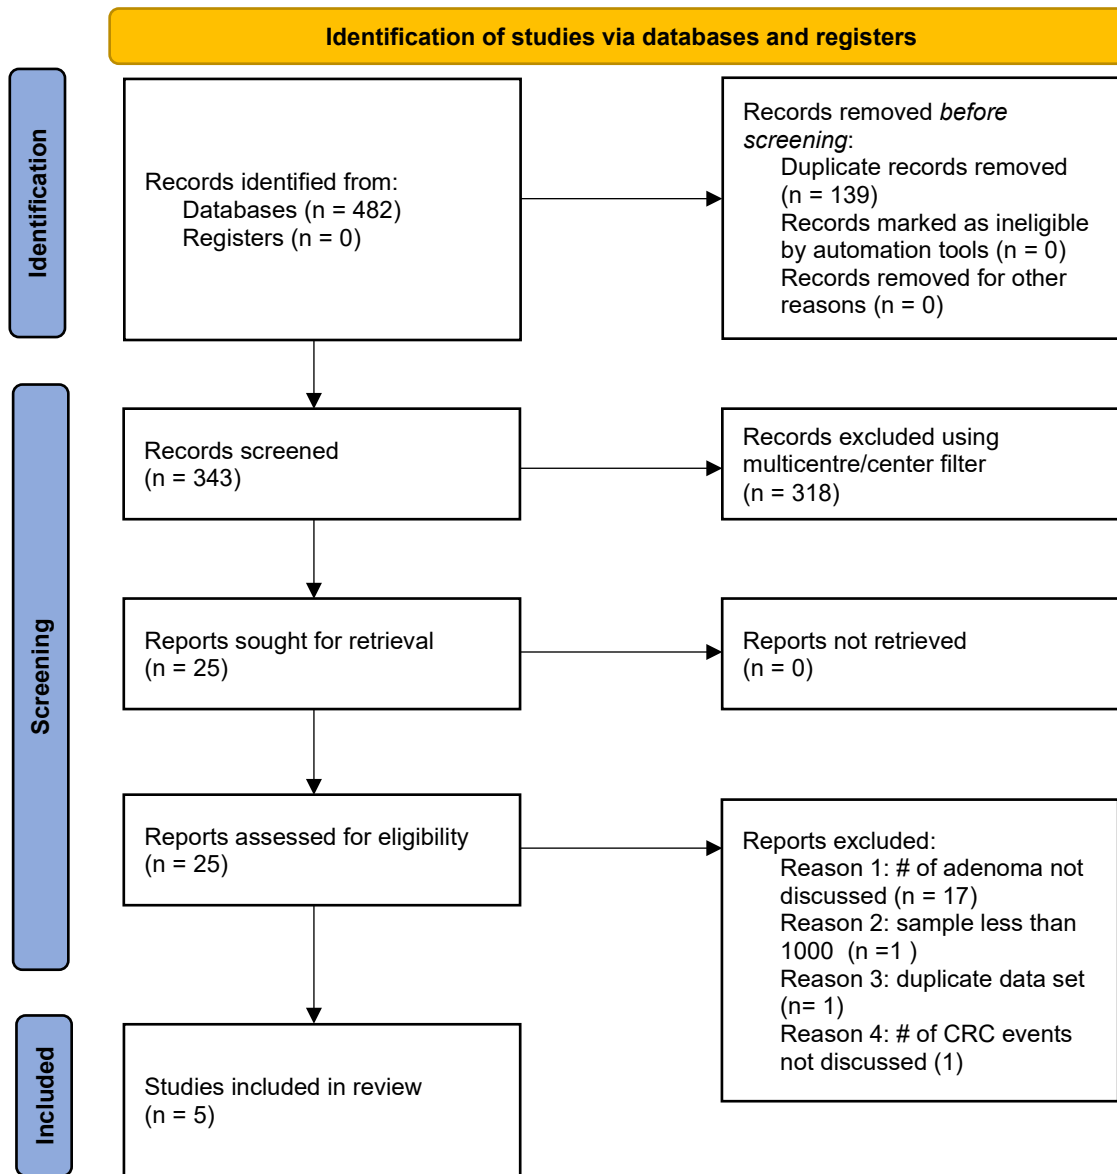 Identification of studies via databases and registers
Identification
Records identified from:
Databases (n = 482)
Registers (n = 0)
Records removed before
screening:
Duplicate records removed
(n = 139)
Records marked as ineligible
by automation tools (n = 0)
Records removed for other
reasons (n = 0)
Screening
Records screened
(n = 343)
Records excluded using
multicentre/center filter
(n = 318)
Reports sought for retrieval
(n = 25)
Reports not retrieved
(n = 0)
Reports assessed for eligibility
(n = 25)
Reports excluded:
Reason 1: # of adenoma not
discussed (n = 17)
Reason 2: sample less than
1000  (n =1 )
Reason 3: duplicate data set
(n= 1)
Reason 4: # of CRC events
not discussed (1)
Included
Studies included in review
(n = 5)